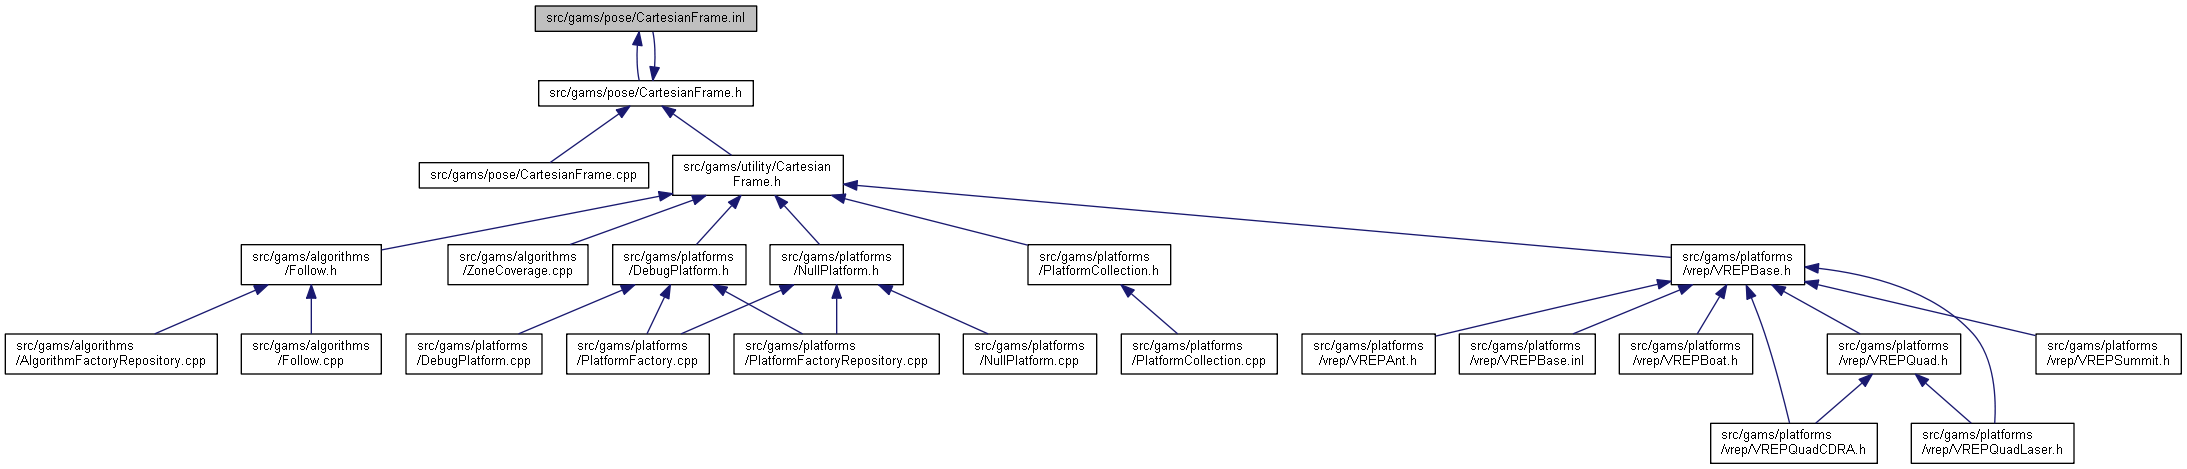 src/gams/pose/CartesianFrame.inl
src/gams/pose/CartesianFrame.h
src/gams/pose/CartesianFrame.cpp
src/gams/utility/Cartesian
Frame.h
src/gams/algorithms
/Follow.h
src/gams/algorithms
/ZoneCoverage.cpp
src/gams/platforms
/DebugPlatform.h
src/gams/platforms
/NullPlatform.h
src/gams/platforms
/PlatformCollection.h
src/gams/platforms
/vrep/VREPBase.h
src/gams/algorithms
/AlgorithmFactoryRepository.cpp
src/gams/algorithms
/Follow.cpp
src/gams/platforms
/DebugPlatform.cpp
src/gams/platforms
/PlatformFactory.cpp
src/gams/platforms
/PlatformFactoryRepository.cpp
src/gams/platforms
/NullPlatform.cpp
src/gams/platforms
/PlatformCollection.cpp
src/gams/platforms
/vrep/VREPAnt.h
src/gams/platforms
/vrep/VREPBase.inl
src/gams/platforms
/vrep/VREPBoat.h
src/gams/platforms
/vrep/VREPQuad.h
src/gams/platforms
/vrep/VREPSummit.h
src/gams/platforms
/vrep/VREPQuadCDRA.h
src/gams/platforms
/vrep/VREPQuadLaser.h